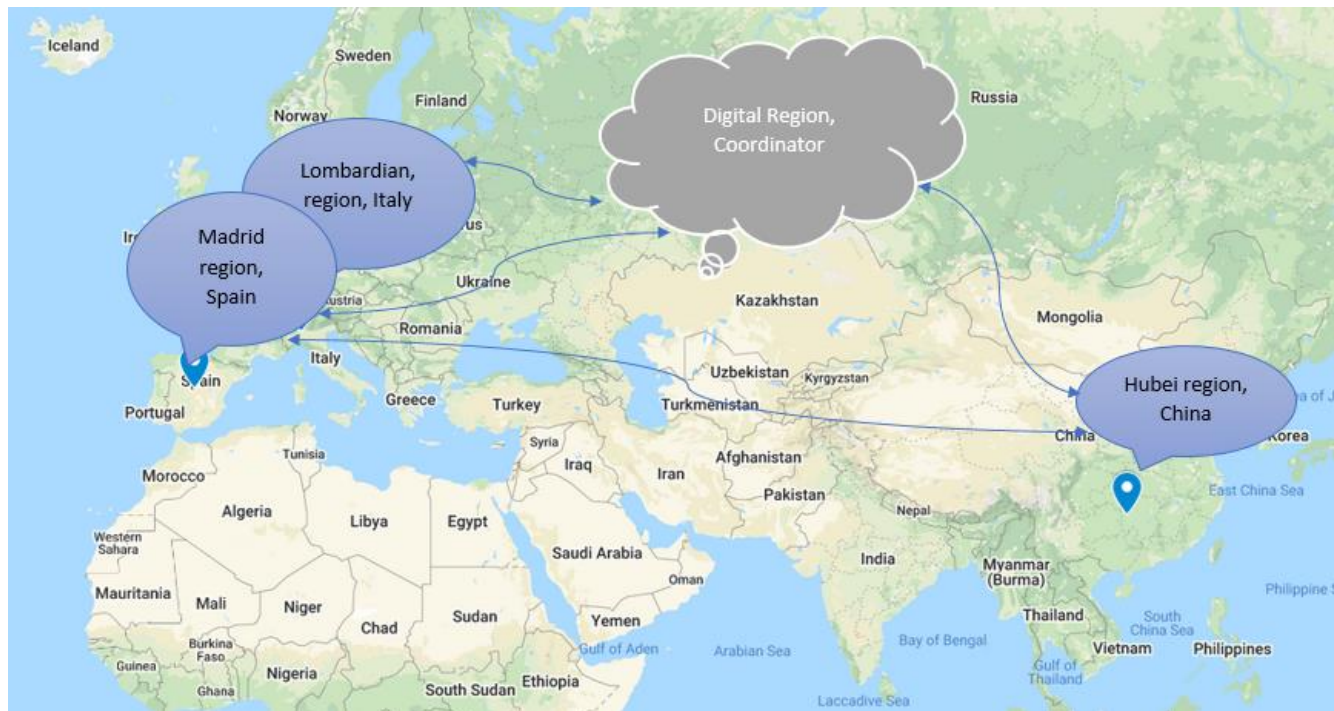 Iceland
Sweden
Finland
Norway
Russia
Digital Region,
Coordinator
Lombardian,
region, Italy
us
Madrid
region,
Spain
Ukraine
Austria
Romania
Kazakhstan
Mongolia
Italy
Spain
Portugal
Greece
Turkey
Uzbekistan
Kyrgyzstan
Turkmenistan
Hubei region,
China
China
Korea
Tunisia
Syria
Iraq
Iran
Afghanistan
Pakistan
Morocco
Algeria
Libya
Egypt
Nepal
East China Sea
Western
Sahara
Saudi Arabia
Oman
India
Myanmar
(Burma)
Mauritania
Mali
Niger
Chad
Sudan
Yemen
Gulf of Aden
Arabian Sea
Bay of Bengal
Thailand
South
China Sea
Vietnam
Philippines
Philippine
Gulf of
Thailand
Burkina
Faso
Guinea
Ghana
Nigeria
South Sudan
Ethiopia
Laccadive Sea